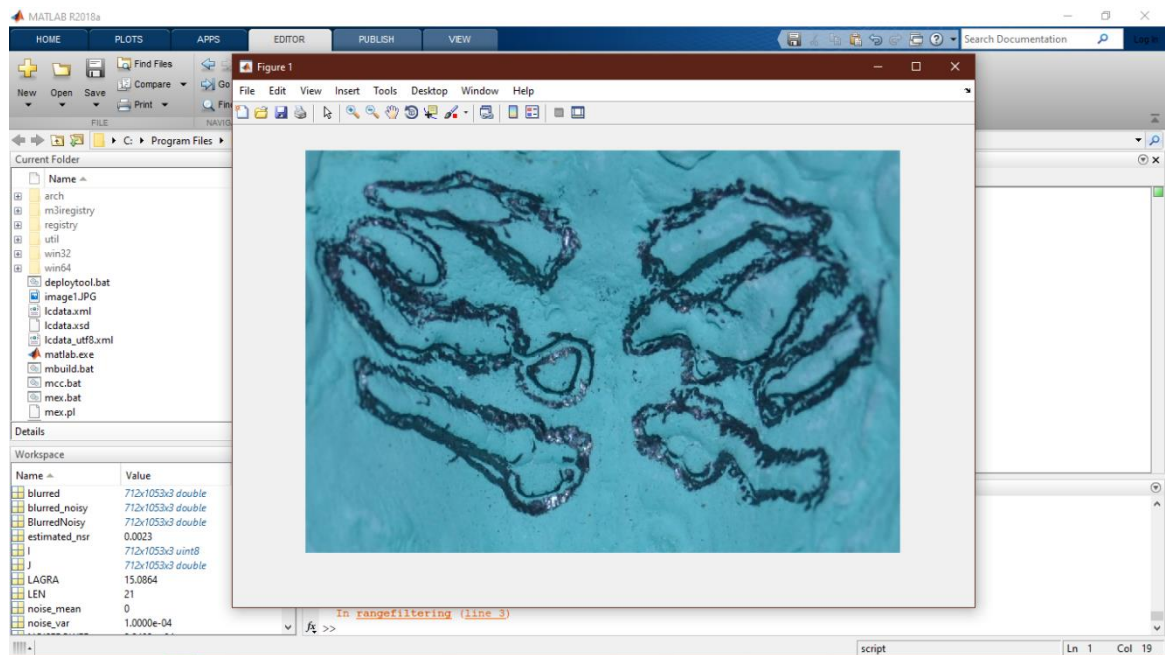 MATLAB R2018a
HOME PLOTS APPS EDITOR PUBLISH VIEW Search Documentation Log In
New Open Save Find Files Compare Print Go
FILE
C: Program Files
Current Folder
Name
arch
m3iregistry
registry
util
win32
win64
deploytool.bat
image1.JPG
lcdata.xml
lcdata.xsd
lcdata_utf8.xml
matlab.exe
mbuild.bat
mcc.bat
mex.bat
mex.pl
Details
Workspace
Name Value
blurred 712x1053x3 double
blurred_noisy 712x1053x3 double
BlurredNoisy 712x1053x3 double
estimated_nsr 0.0023
I 712x1053x3 uint8
J 712x1053x3 double
LAGRA 15.0864
LEN 21
noise_mean 0
noise_var 1.0000e-04
Figure 1
File Edit View Insert Tools Desktop Window Help
In rangefiltering (line 3)
fx >>
script Ln 1 Col 19